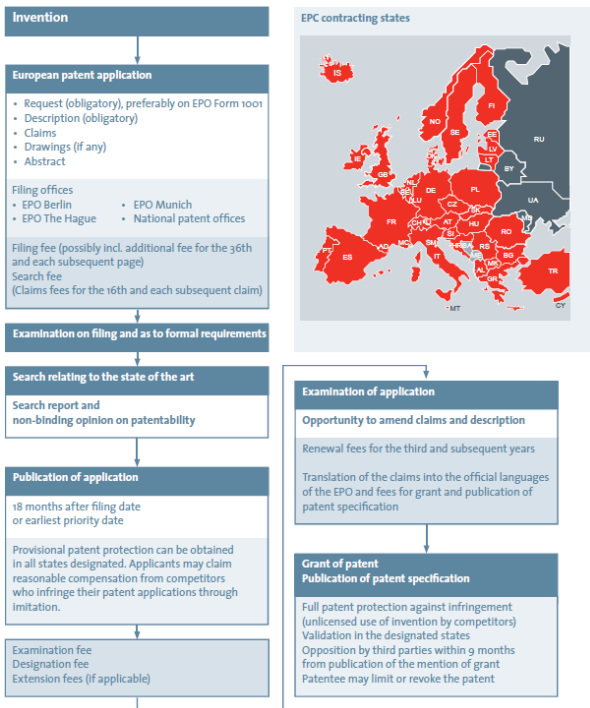 Invention
European patent application
• Request (obligatory), preferably on EPO Form 1001
• Description (obligatory)
• Claims
• Drawings (if any)
• Abstract
Filing offices
• EPO Berlin • EPO Munich
• EPO The Hague • National patent offices
Filing fee (possibly incl. additional fee for the 36th
and each subsequent page)
Search fee
(Claims fees for the 16th and each subsequent claim)
Examination on filing and as to formal requirements
Search relating to the state of the art
Search report and
non-binding opinion on patentability
Publication of application
18 months after filing date
or earliest priority date
Provisional patent protection can be obtained
in all states designated. Applicants may claim
reasonable compensation from competitors
who infringe their patent applications through
imitation.
Examination fee
Designation fee
Extension fees (if applicable)
EPC contracting states
IS
FI
NO
SE
EE
RU
LV
LT
DK
IE
GB
BY
NL
DE
PL
BE
LU
UA
CZ
SK
FR
CH
LI
AT
HU
MD
SI
RO
MC
SM
HR
BA
RS
AD
PT
ES
IT
ME
BG
MK
AL
TR
GR
MT
CY
Examination of application
Opportunity to amend claims and description
Renewal fees for the third and subsequent years
Translation of the claims into the official languages
of the EPO and fees for grant and publication of
patent specification
Grant of patent
Publication of patent specification
Full patent protection against infringement
(unlicensed use of invention by competitors)
Validation in the designated states
Opposition by third parties within 9 months
from publication of the mention of grant
Patentee may limit or revoke the patent